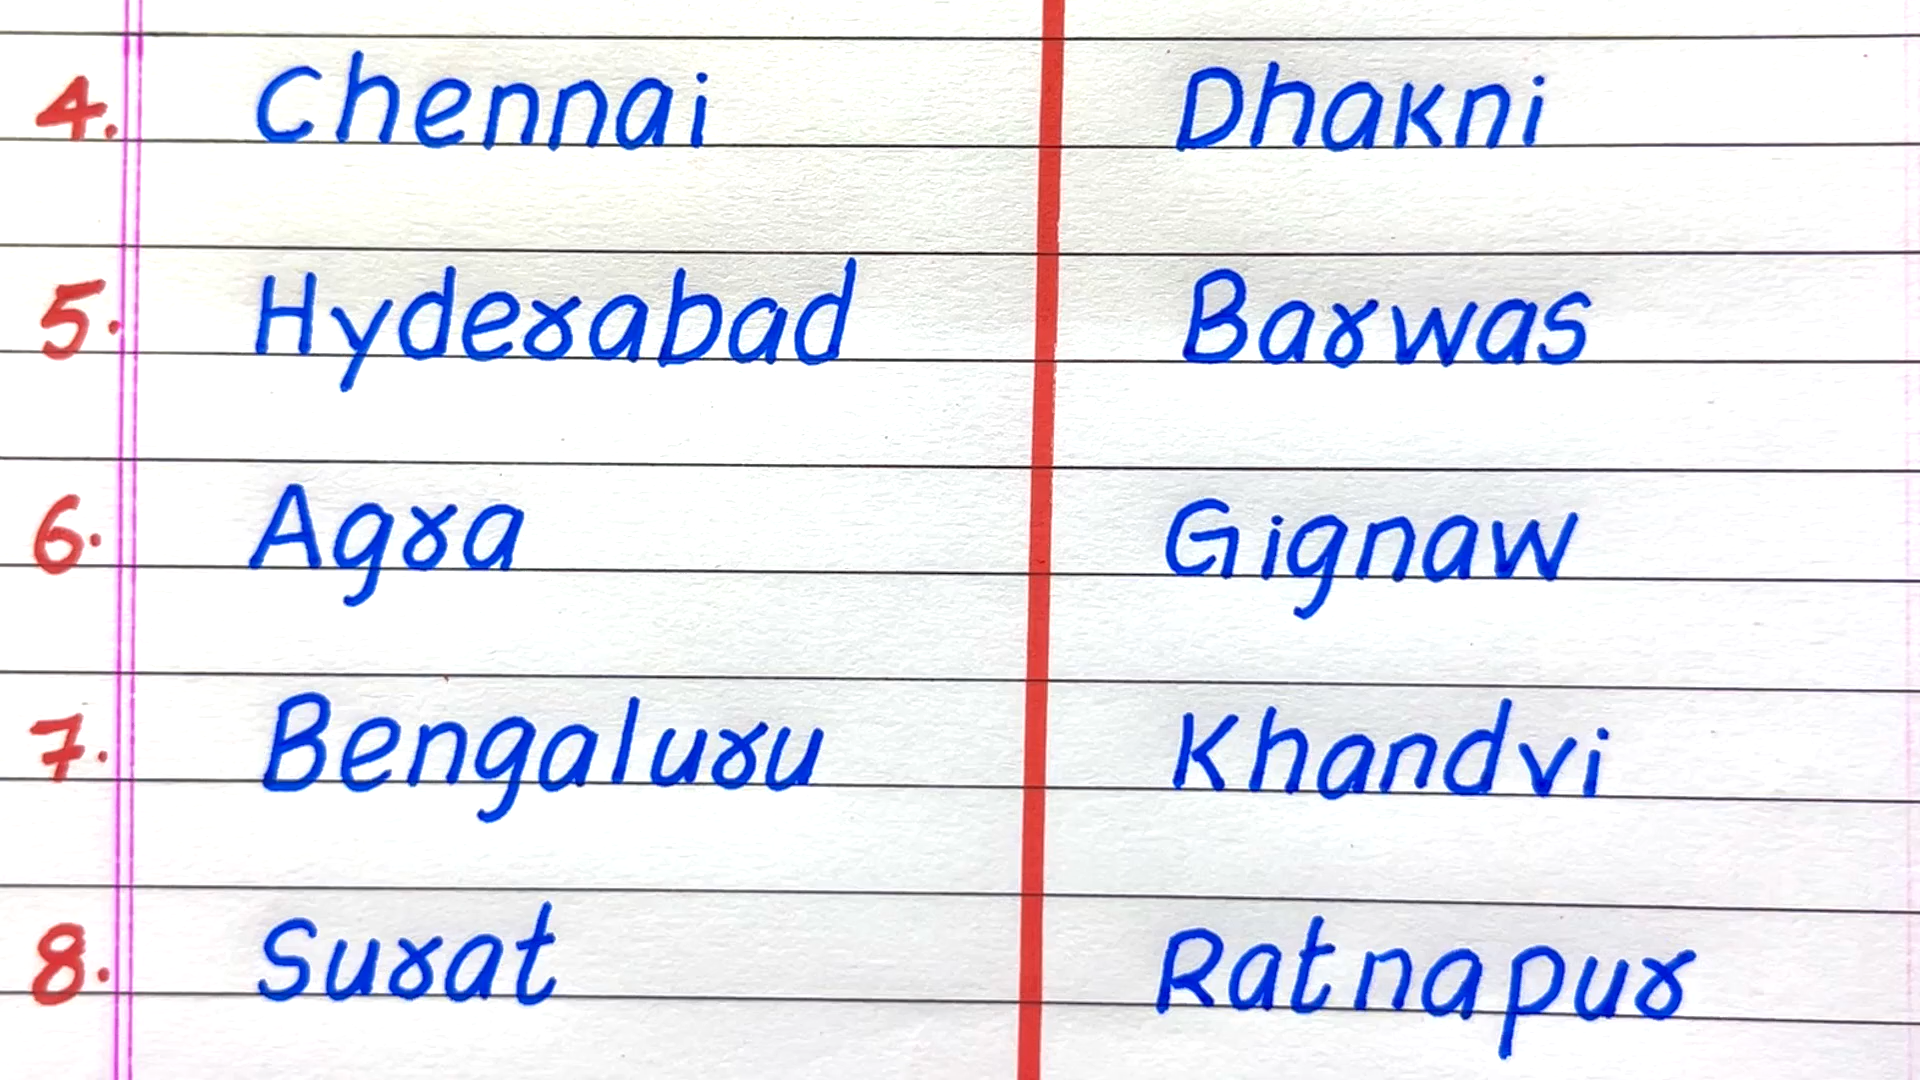 4. Chennai Dhakni
5. Hyderabad Barwas
6. Agra Gignaw
7. Bengaluru Khandvi
8. Surat Ratnapur